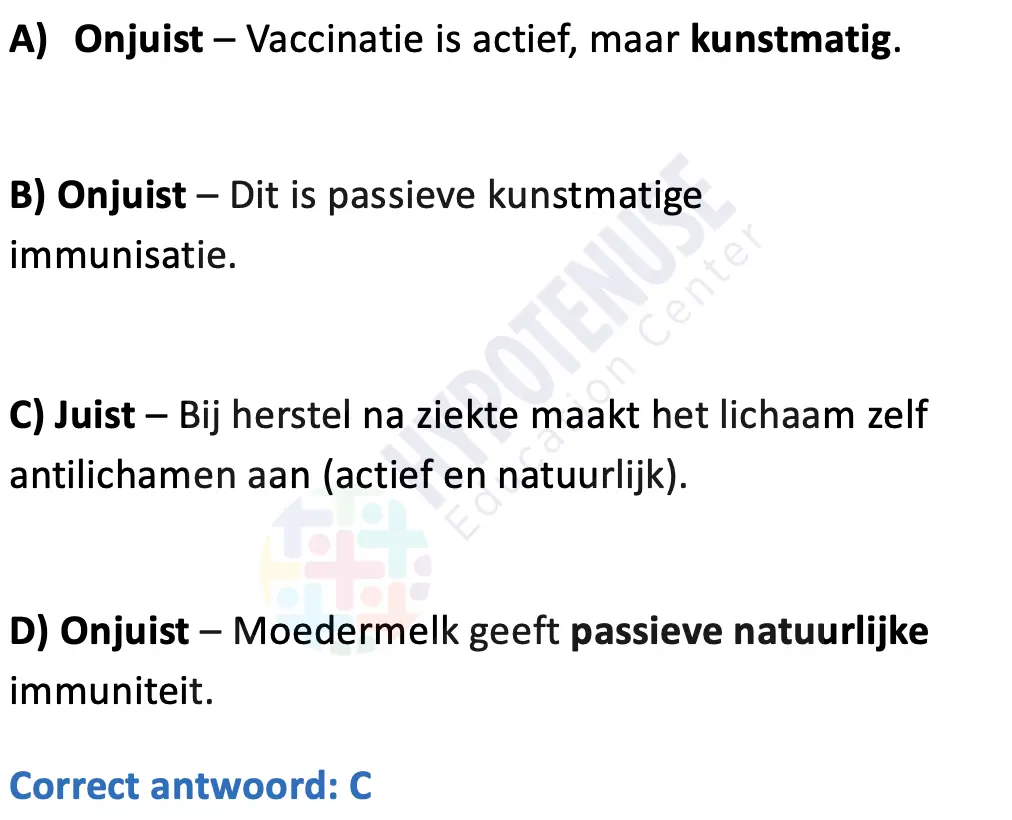 A) Onjuist – Vaccinatie is actief, maar kunstmatig.
B) Onjuist – Dit is passieve kunstmatige
immunisatie.
C) Juist – Bij herstel na ziekte maakt het lichaam zelf
antilichamen aan (actief en natuurlijk).
D) Onjuist – Moedermelk geeft passieve natuurlijke
immuniteit.
Correct antwoord: C
HYPOTENUSE
Education Center